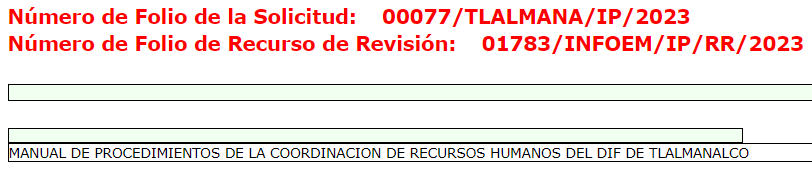 Número de Folio de la Solicitud: 00077/TLALMANA/IP/2023
Número de Folio de Recurso de Revisión: 01783/INFOEM/IP/RR/2023
MANUAL DE PROCEDIMIENTOS DE LA COORDINACION DE RECURSOS HUMANOS DEL DIF DE TLALMANALCO